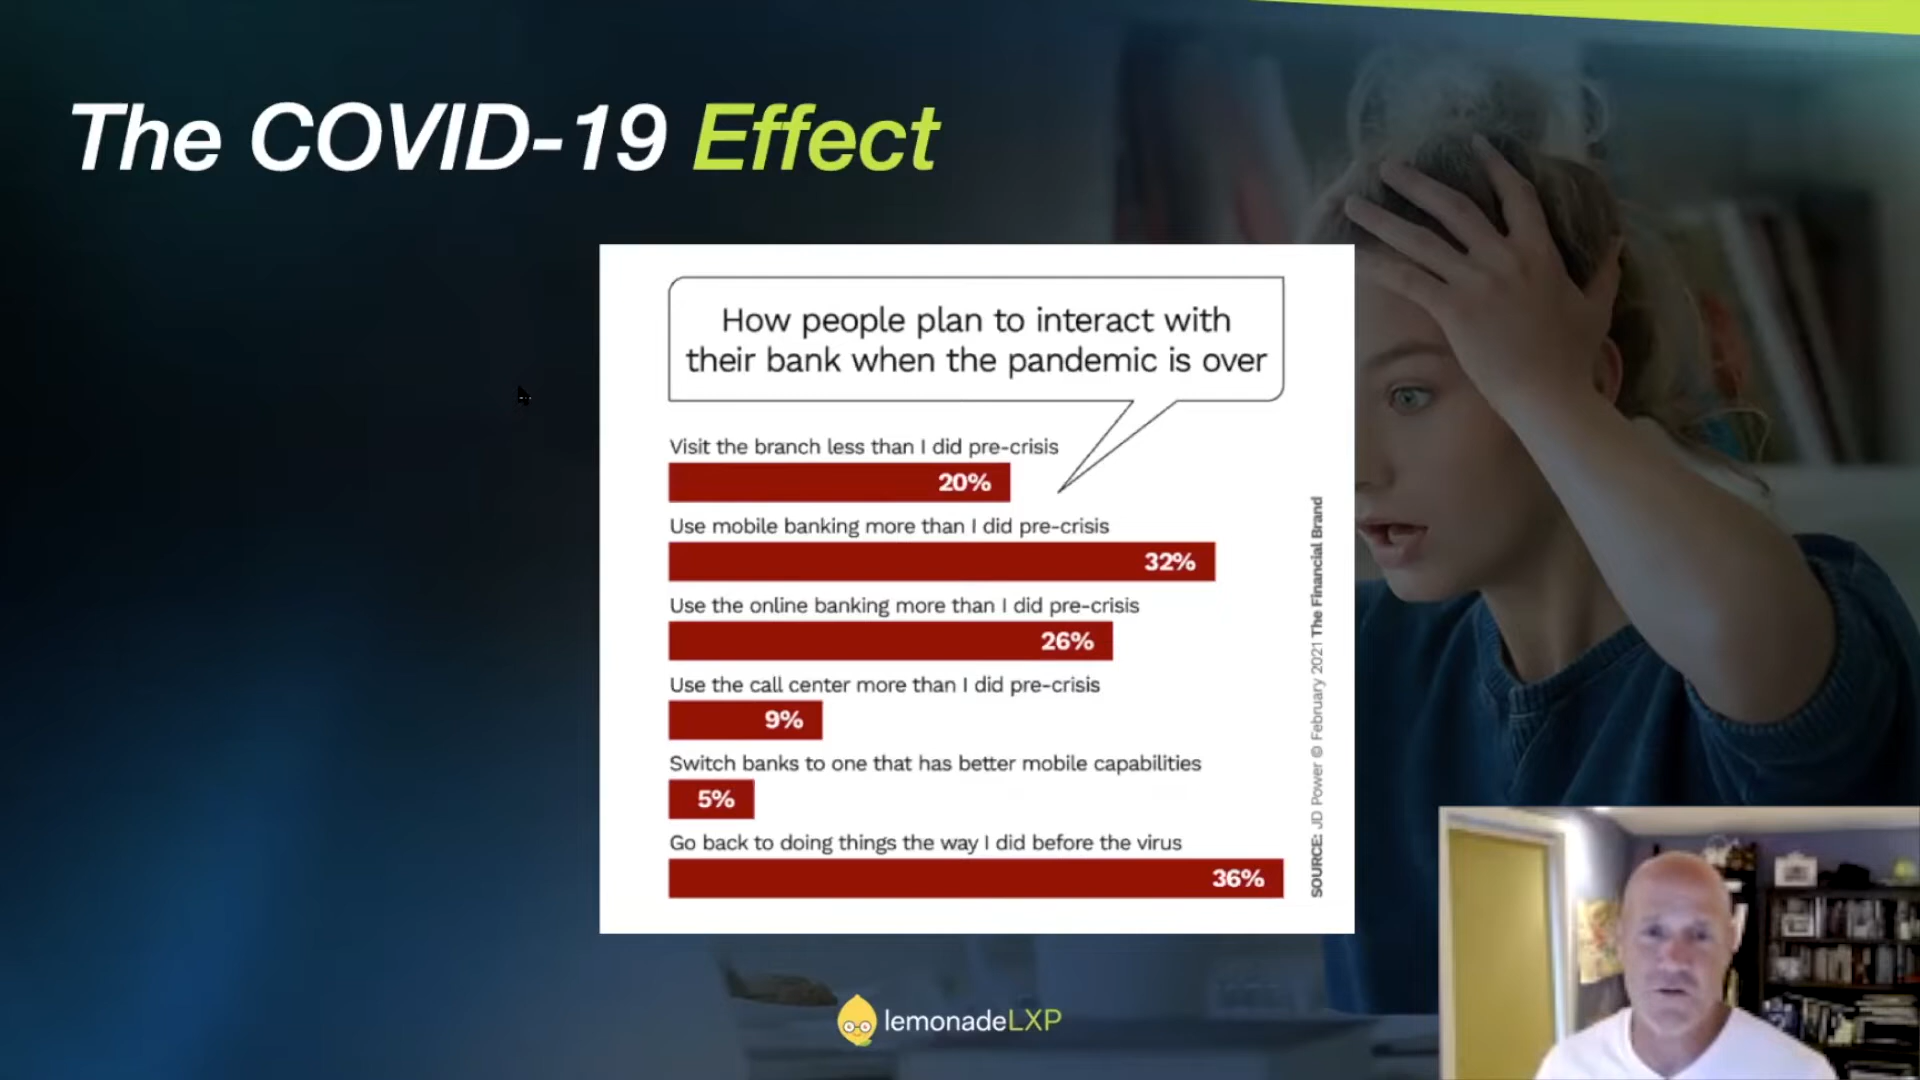 The COVID-19 Effect
How people plan to interact with
their bank when the pandemic is over
Visit the branch less than I did pre-crisis
20%
Use mobile banking more than I did pre-crisis
32%
Use the online banking more than I did pre-crisis
26%
Use the call center more than I did pre-crisis
9%
Switch banks to one that has better mobile capabilities
5%
Go back to doing things the way I did before the virus
36%
SOURCE: JD Power © February 2021 The Financial Brand
lemonadeLXP